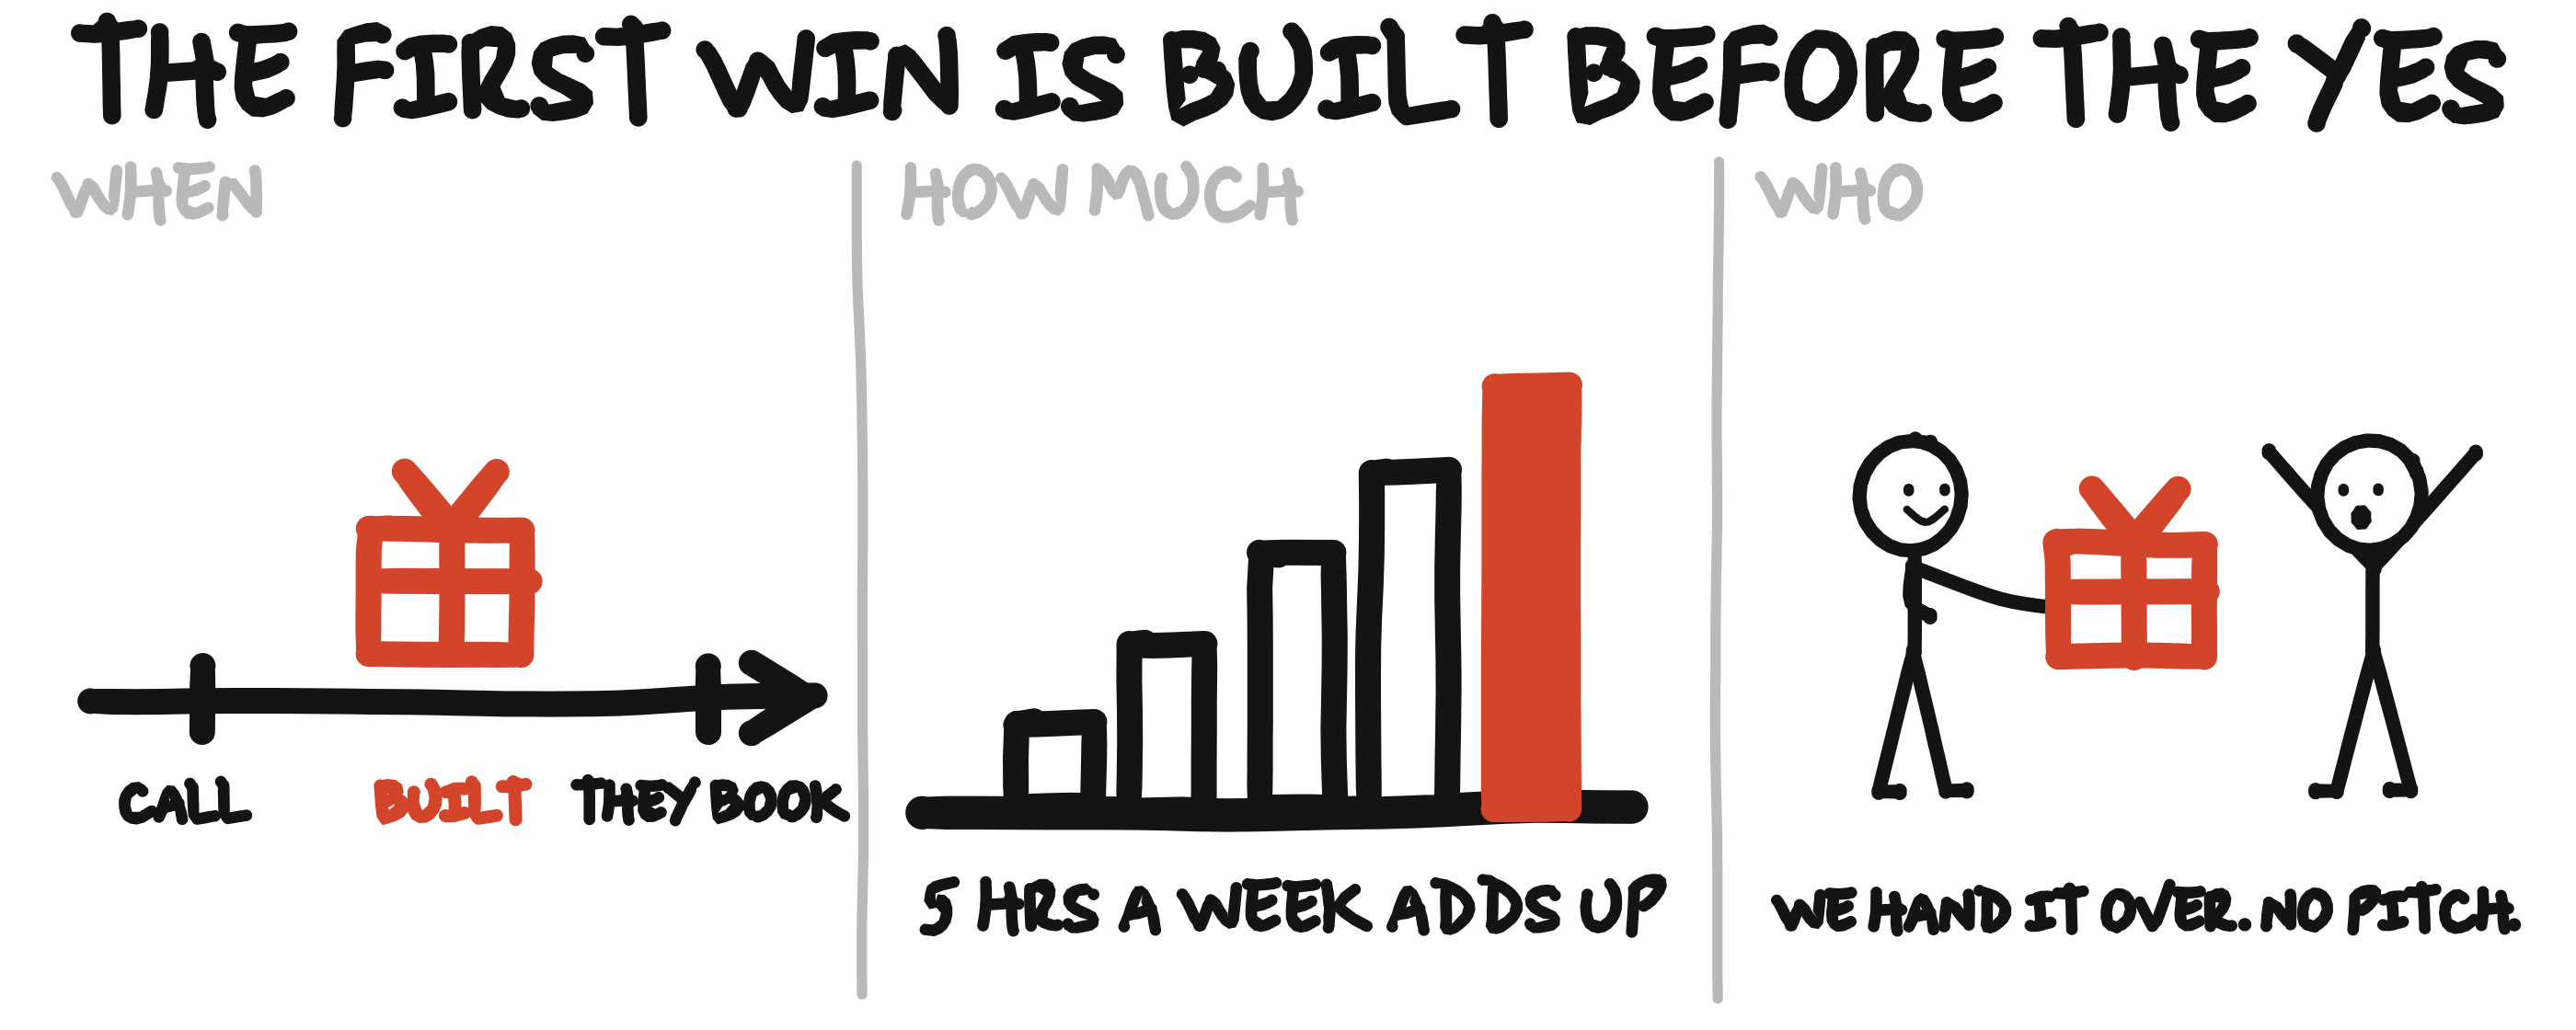 THE FIRST WIN IS BUILT BEFORE THE YES
WHEN
CALL
BUILT
THEY BOOK
HOW MUCH
5 HRS A WEEK ADDS UP
WHO
WE HAND IT OVER. NO PITCH.